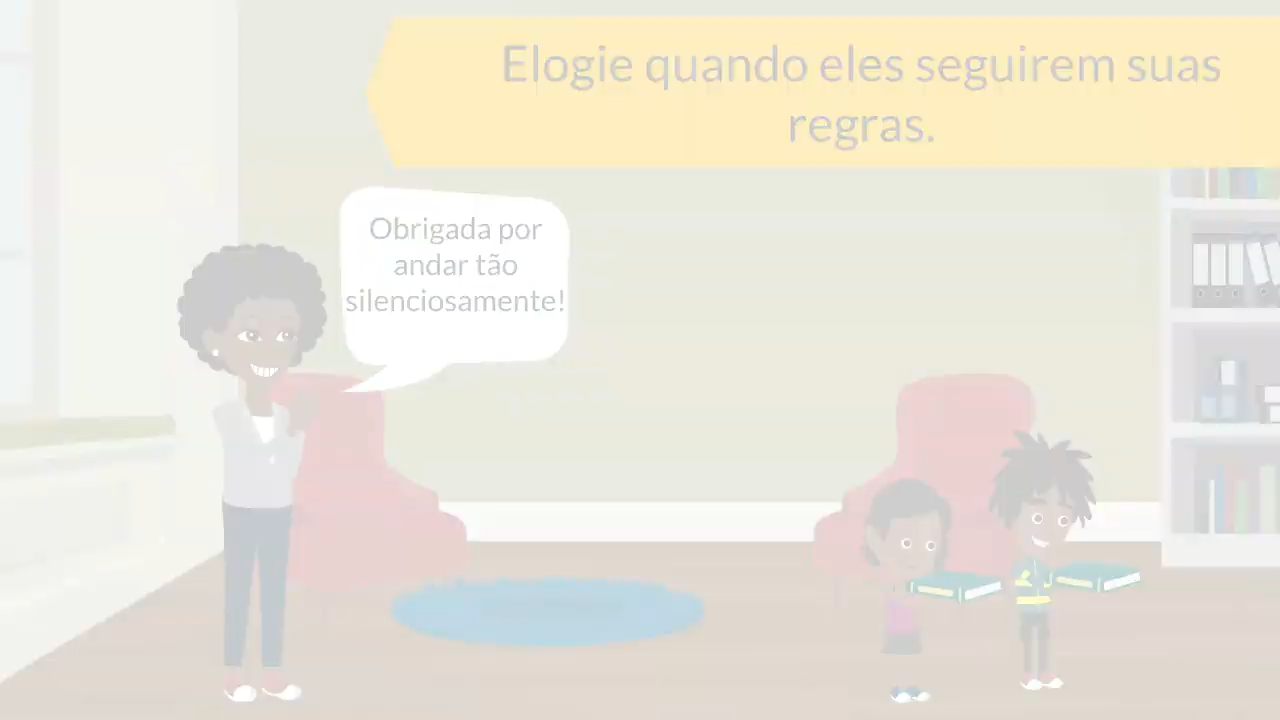 Elogie quando eles seguirem suas
regras.
Obrigada por
andar tão
silenciosamente!